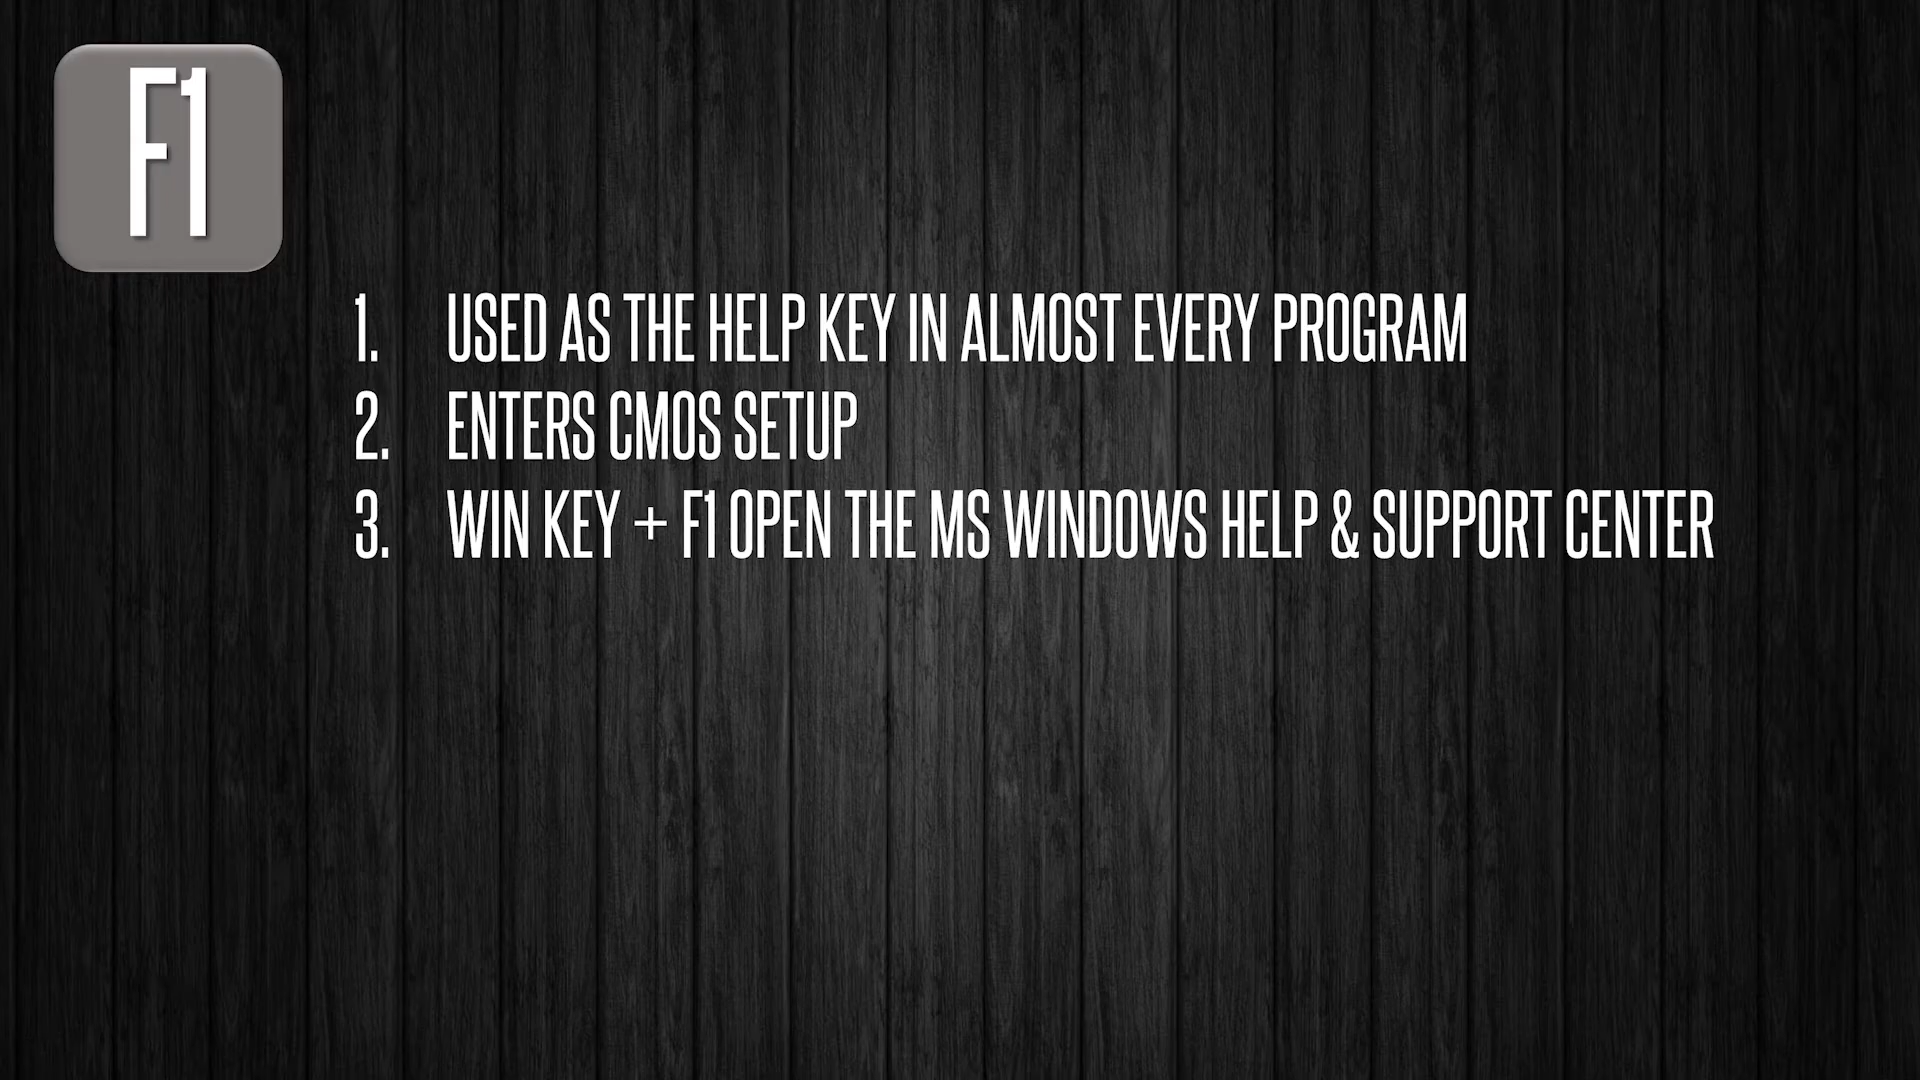 F1
1. USED AS THE HELP KEY IN ALMOST EVERY PROGRAM
2. ENTERS CMOS SETUP
3. WIN KEY + F1 OPEN THE MS WINDOWS HELP & SUPPORT CENTER